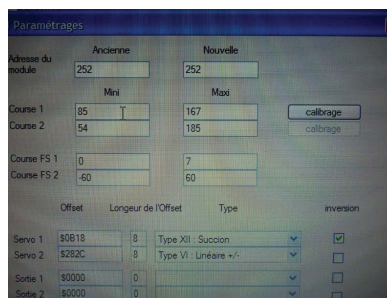 Paramétrages
Ancienne Nouvelle
Adresse du module 252 252
Mini Maxi
Course 1 85 167 calibrage
Course 2 54 185 calibrage
Course FS 1 0 7
Course FS 2 -60 60
Offset Longeur de l'Offset Type inversion
Servo 1 $0B18 8 Type XII : Succion
Servo 2 $282C 8 Type VI : Linéaire +/-
Sortie 1 $0000 0
Sortie 2 $0000 0